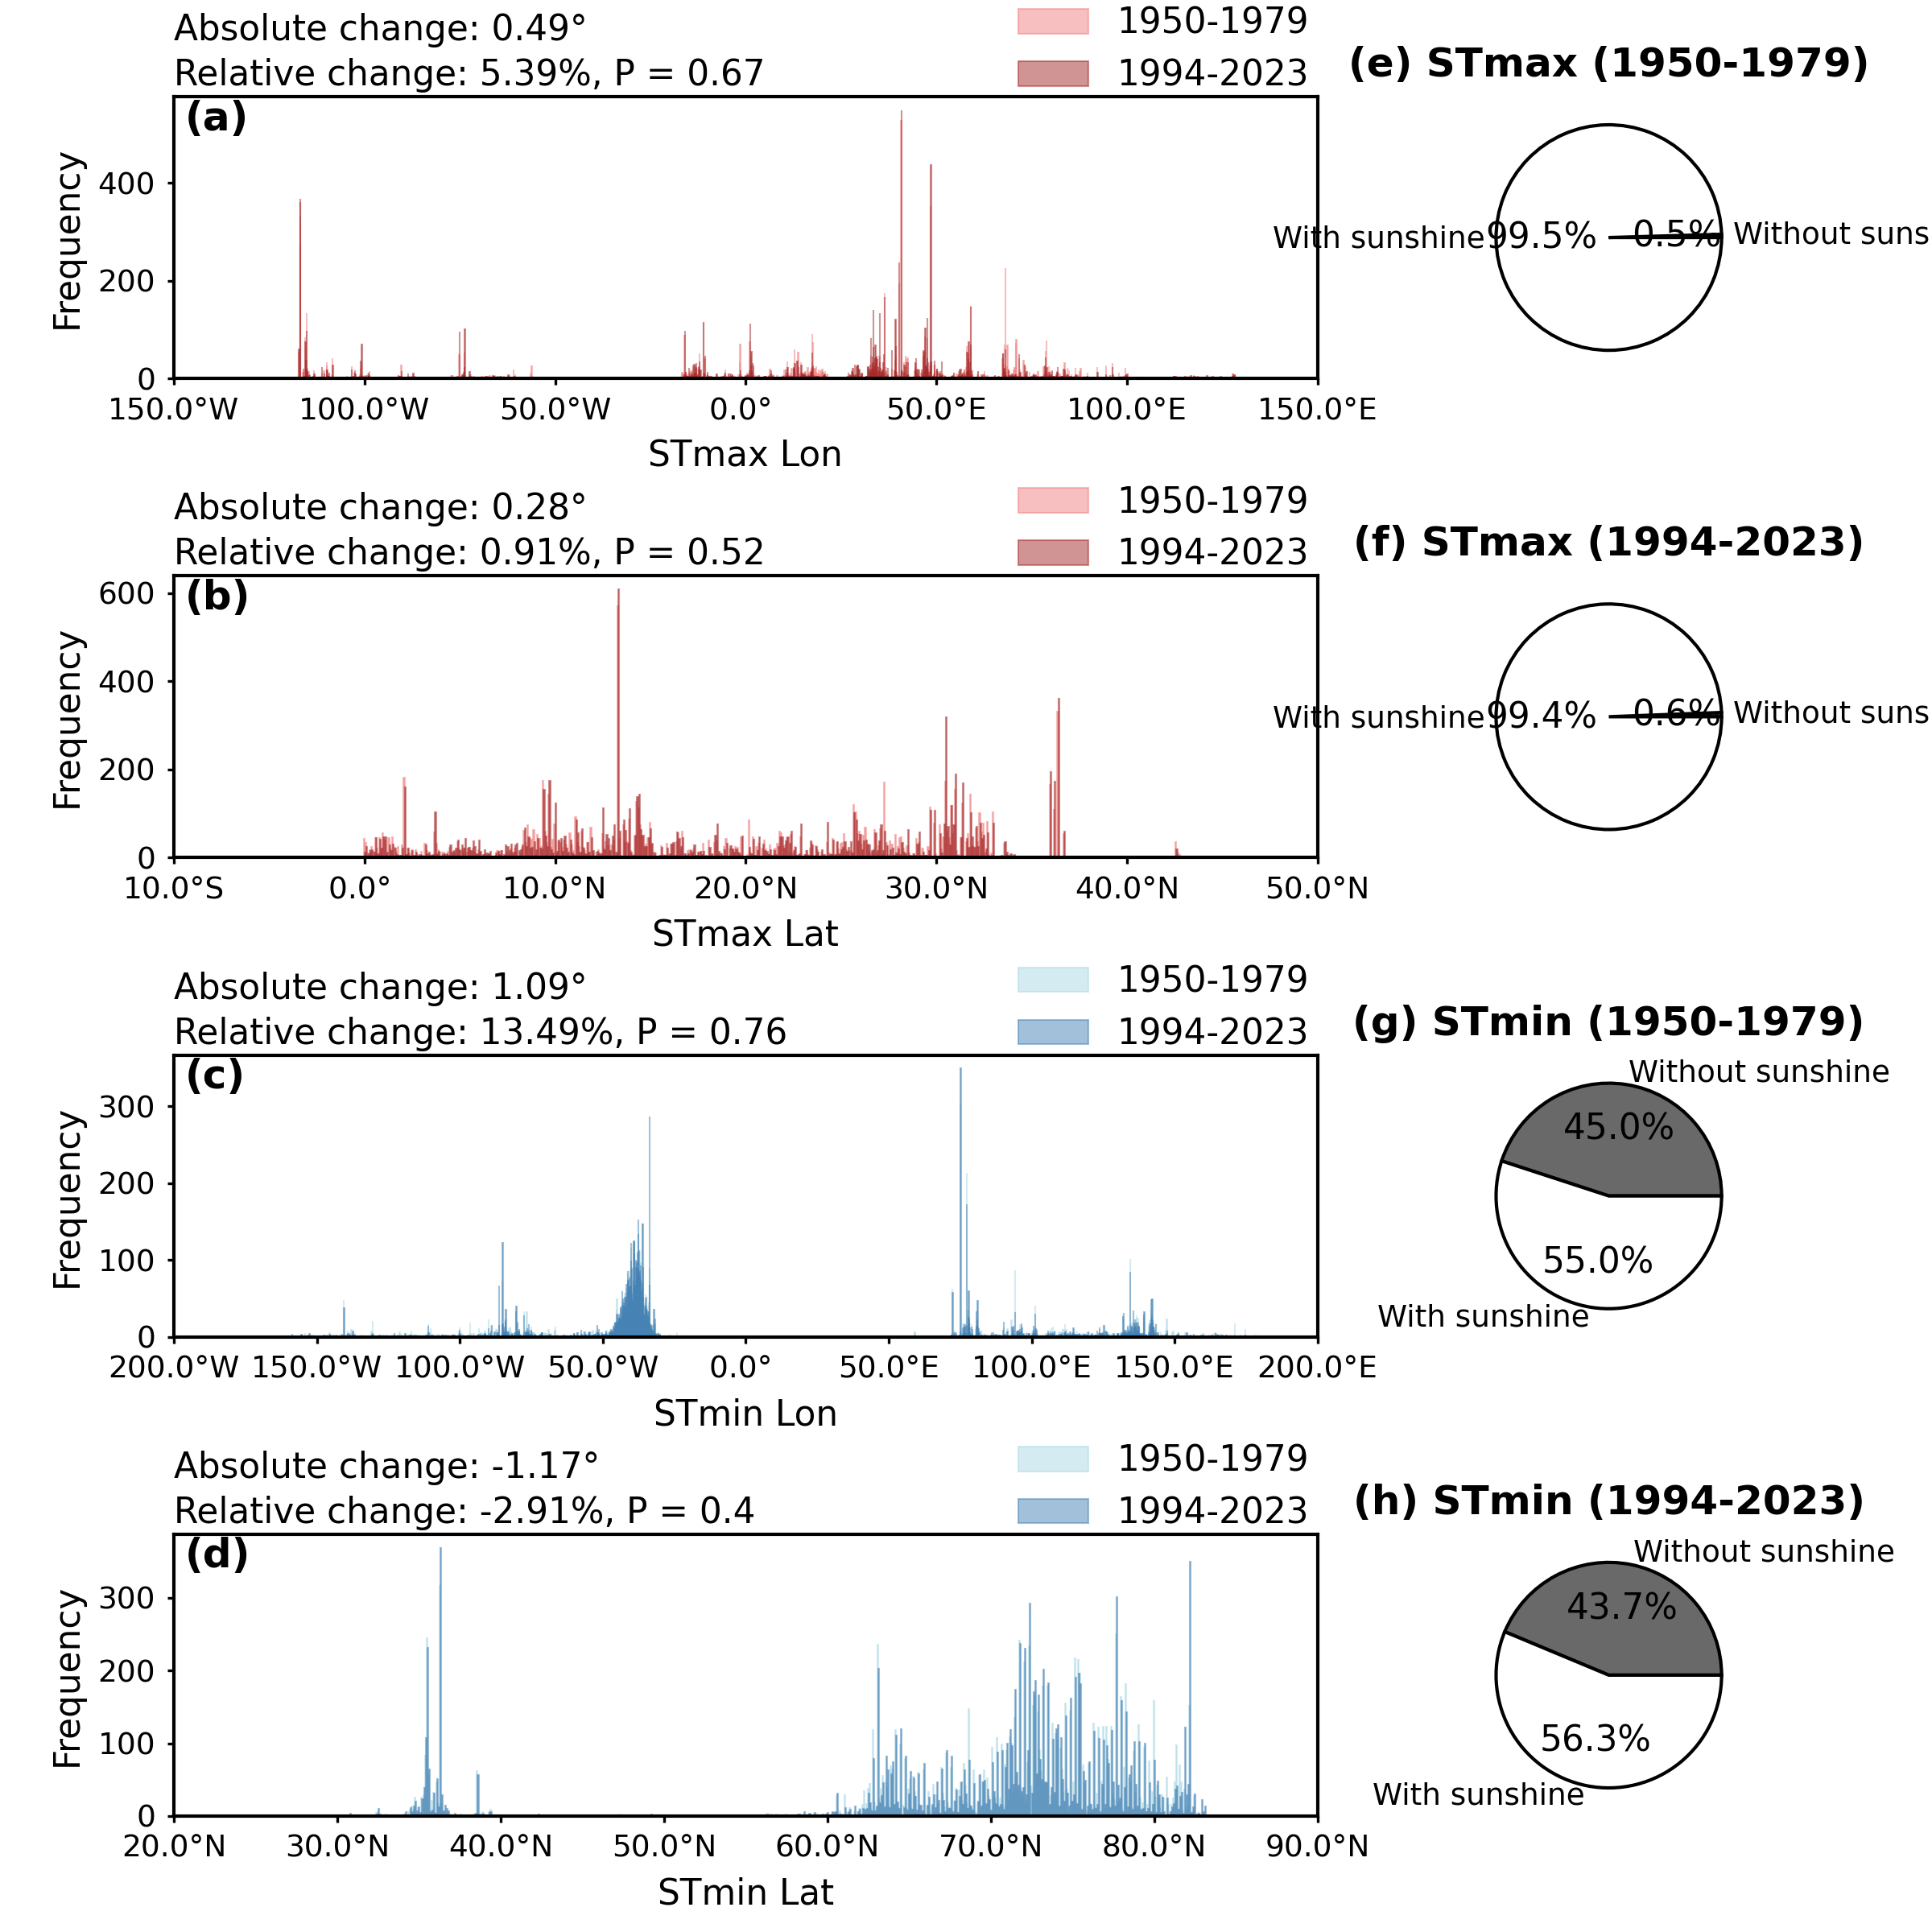 Absolute change: 0.49°
Relative change: 5.39%, P = 0.67
1950-1979
1994-2023
(a)
Frequency
400
200
0
150.0°W 100.0°W 50.0°W 0.0° 50.0°E 100.0°E 150.0°E
STmax Lon
(e) STmax (1950-1979)
With sunshine 99.5% 0.5% Without suns
Absolute change: 0.28°
Relative change: 0.91%, P = 0.52
1950-1979
1994-2023
(b)
Frequency
600
400
200
0
10.0°S 0.0° 10.0°N 20.0°N 30.0°N 40.0°N 50.0°N
STmax Lat
(f) STmax (1994-2023)
With sunshine 99.4% 0.6% Without suns
Absolute change: 1.09°
Relative change: 13.49%, P = 0.76
1950-1979
1994-2023
(c)
Frequency
300
200
100
0
200.0°W 150.0°W 100.0°W 50.0°W 0.0° 50.0°E 100.0°E 150.0°E 200.0°E
STmin Lon
(g) STmin (1950-1979)
Without sunshine
45.0%
55.0%
With sunshine
Absolute change: -1.17°
Relative change: -2.91%, P = 0.4
1950-1979
1994-2023
(d)
Frequency
300
200
100
0
20.0°N 30.0°N 40.0°N 50.0°N 60.0°N 70.0°N 80.0°N 90.0°N
STmin Lat
(h) STmin (1994-2023)
Without sunshine
43.7%
56.3%
With sunshine